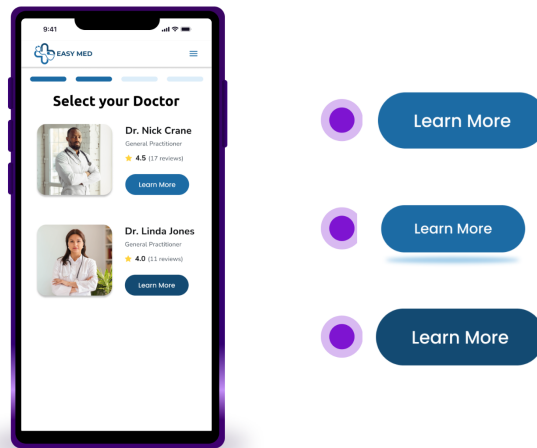 9:41
EASY MED
Select your Doctor
Dr. Nick Crane
General Practitioner
4.5 (17 reviews)
Learn More
Dr. Linda Jones
General Practitioner
4.0 (11 reviews)
Learn More
Learn More
Learn More
Learn More